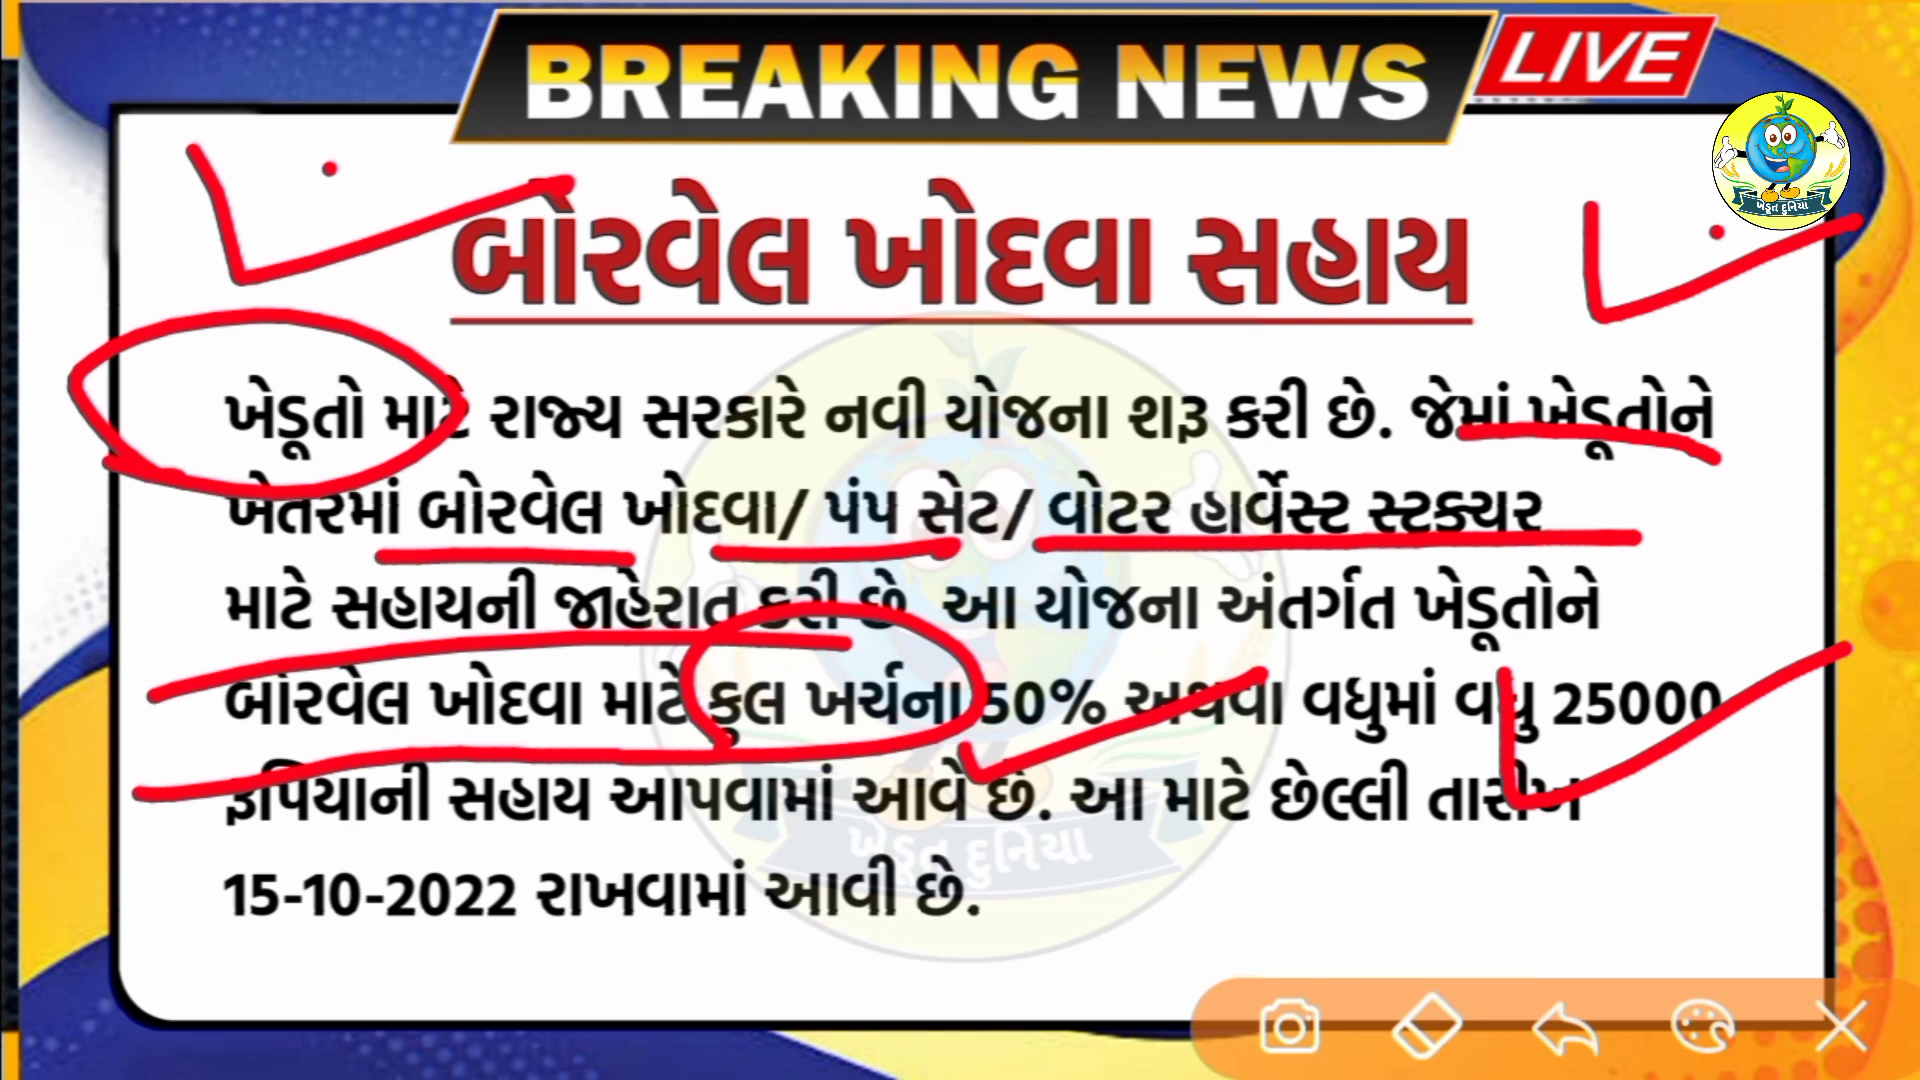 BREAKING NEWS LIVE
બોરવેલ ખોદવા સહાય
ખેડૂતો માટે રાજ્ય સરકારે નવી યોજના શરૂ કરી છે. જેમાં ખેડૂતોને
ખેતરમાં બોરવેલ ખોદવા/ પંપ સેટ/ વોટર હાર્વેસ્ટ સ્ટ્રક્ચર
માટે સહાયની જાહેરાત કરી છે. આ યોજના અંતર્ગત ખેડૂતોને
બોરવેલ ખોદવા માટે કુલ ખર્ચના 50% અથવા વધુમાં વધુ 25000
રૂપિયાની સહાય આપવામાં આવે છે. આ માટે છેલ્લી તારીખ
15-10-2022 રાખવામાં આવી છે.
ખેડૂત દુનિયા
ખેડૂત દુનિયા